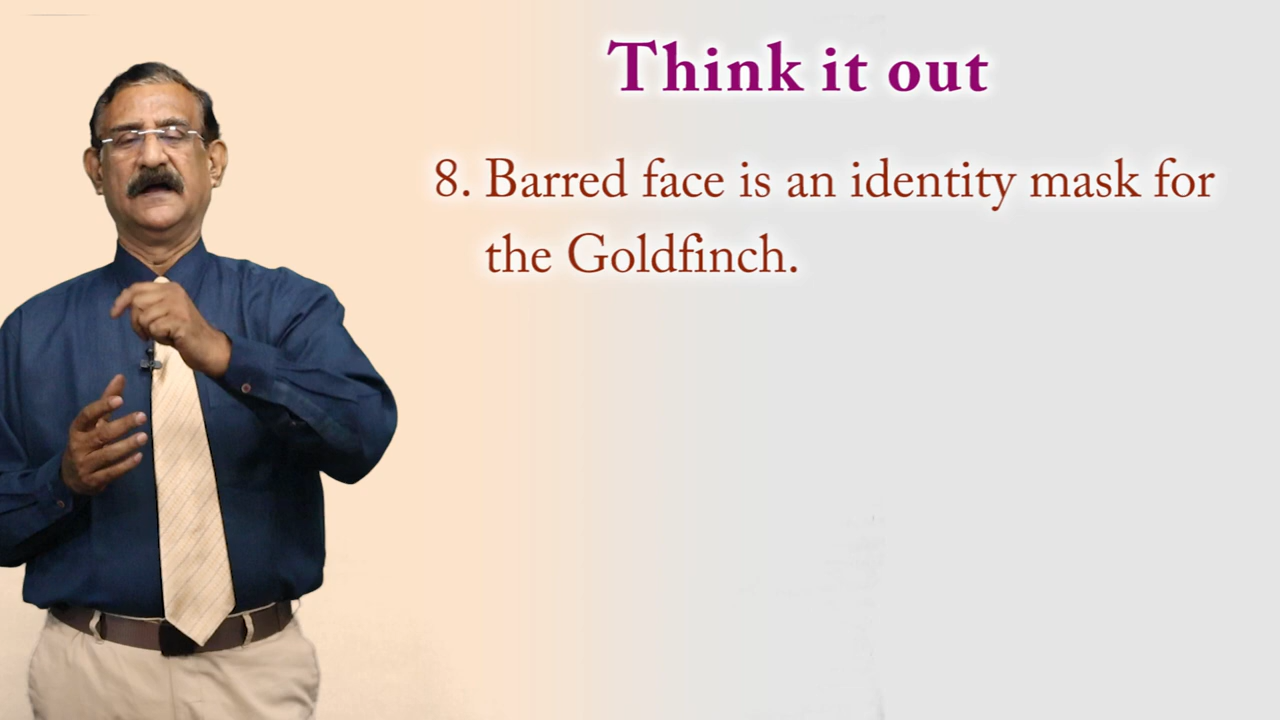 Think it out
8. Barred face is an identity mask for
the Goldfinch.